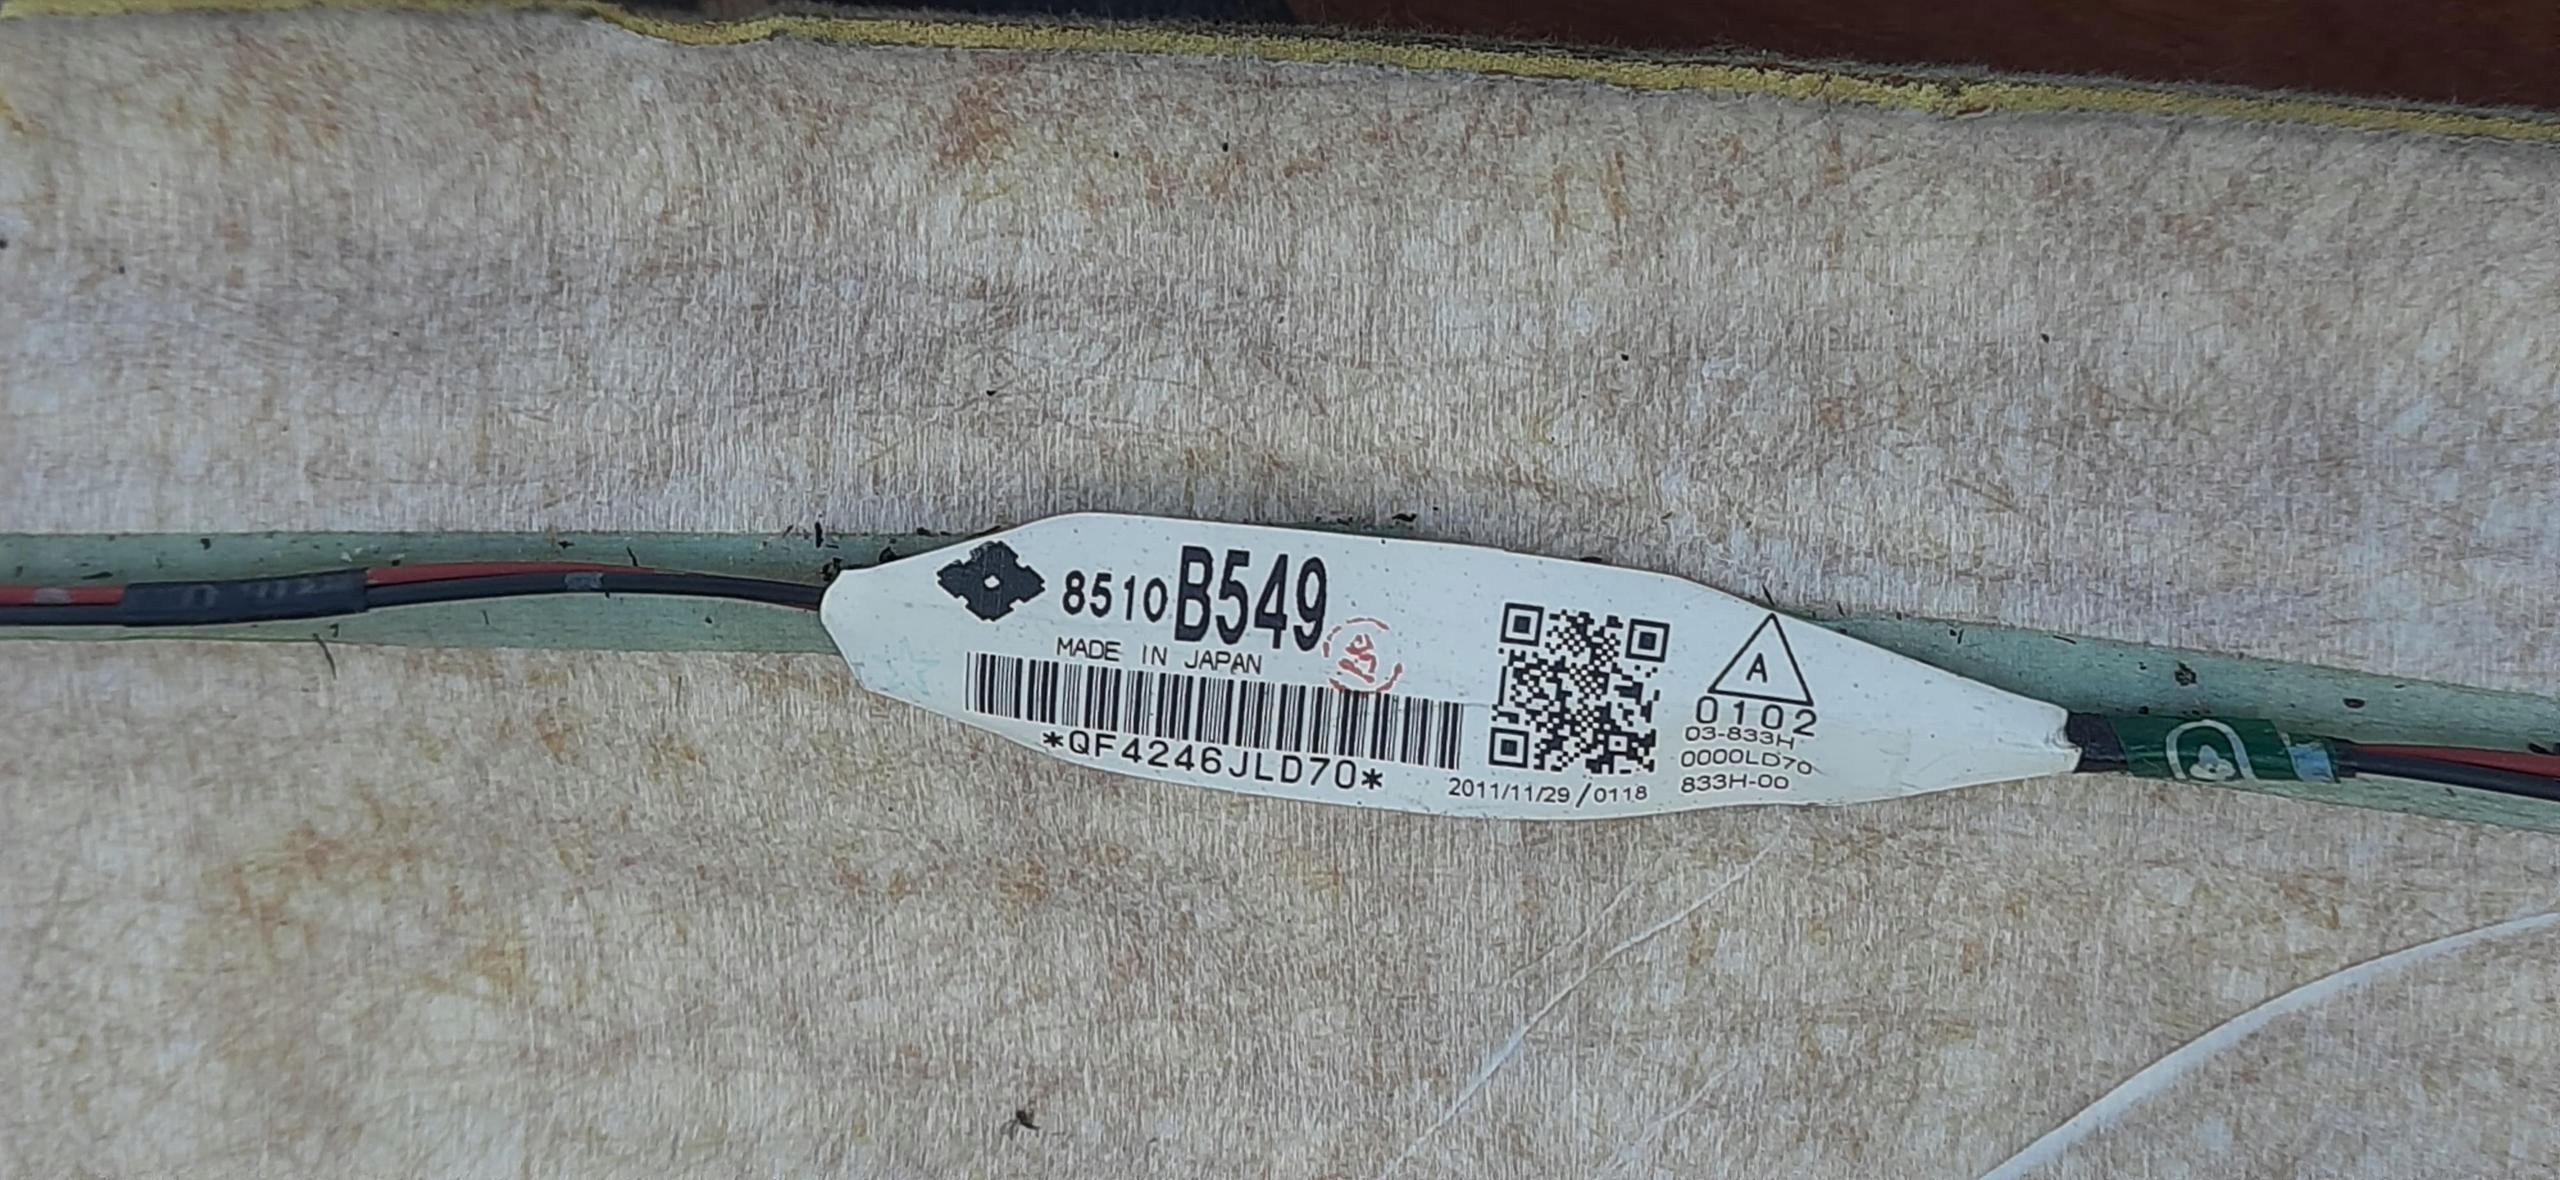 8510B549
MADE IN JAPAN
*QF4246JLD70*
2011/11/29/0118
A
0102
03-833H
0000LD70
833H-00